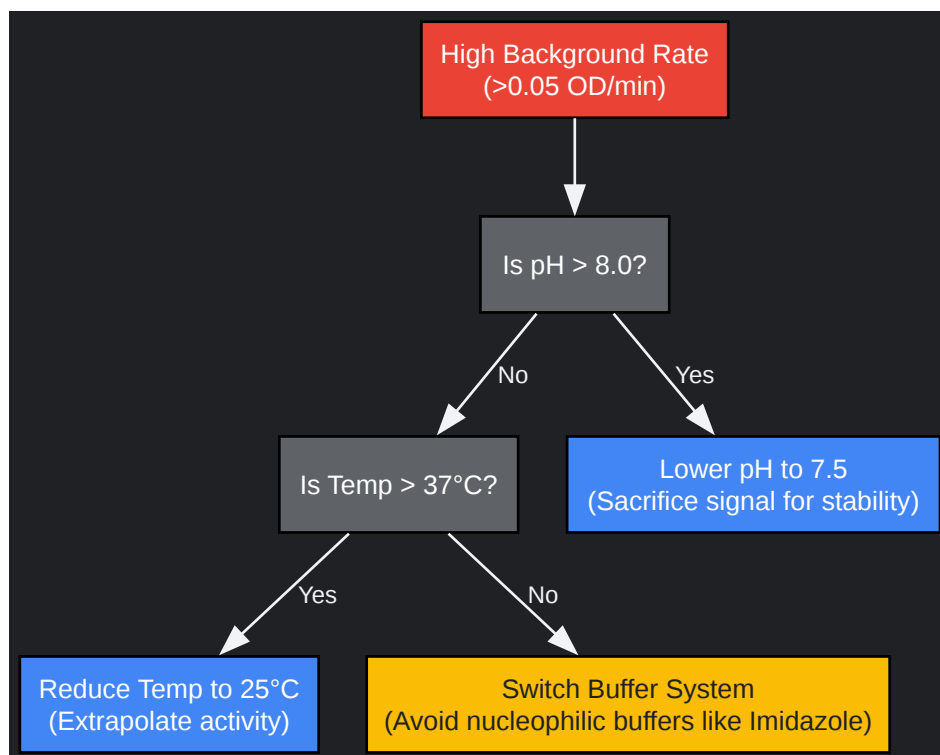 High Background Rate
(>0.05 OD/min)
Is pH > 8.0?
No
Yes
Is Temp > 37°C?
Lower pH to 7.5
(Sacrifice signal for stability)
Yes
No
Reduce Temp to 25°C
(Extrapolate activity)
Switch Buffer System
(Avoid nucleophilic buffers like Imidazole)